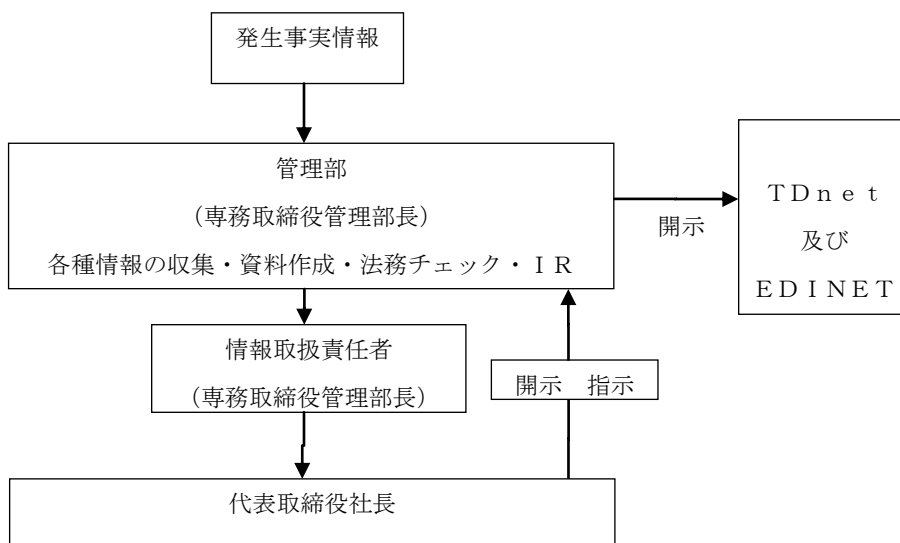 発生事実情報
管理部
（専務取締役管理部長）
各種情報の収集・資料作成・法務チェック・ＩＲ
開示
ＴＤｎｅｔ
及び
ＥＤＩＮＥＴ
情報取扱責任者
（専務取締役管理部長）
開示　指示
代表取締役社長